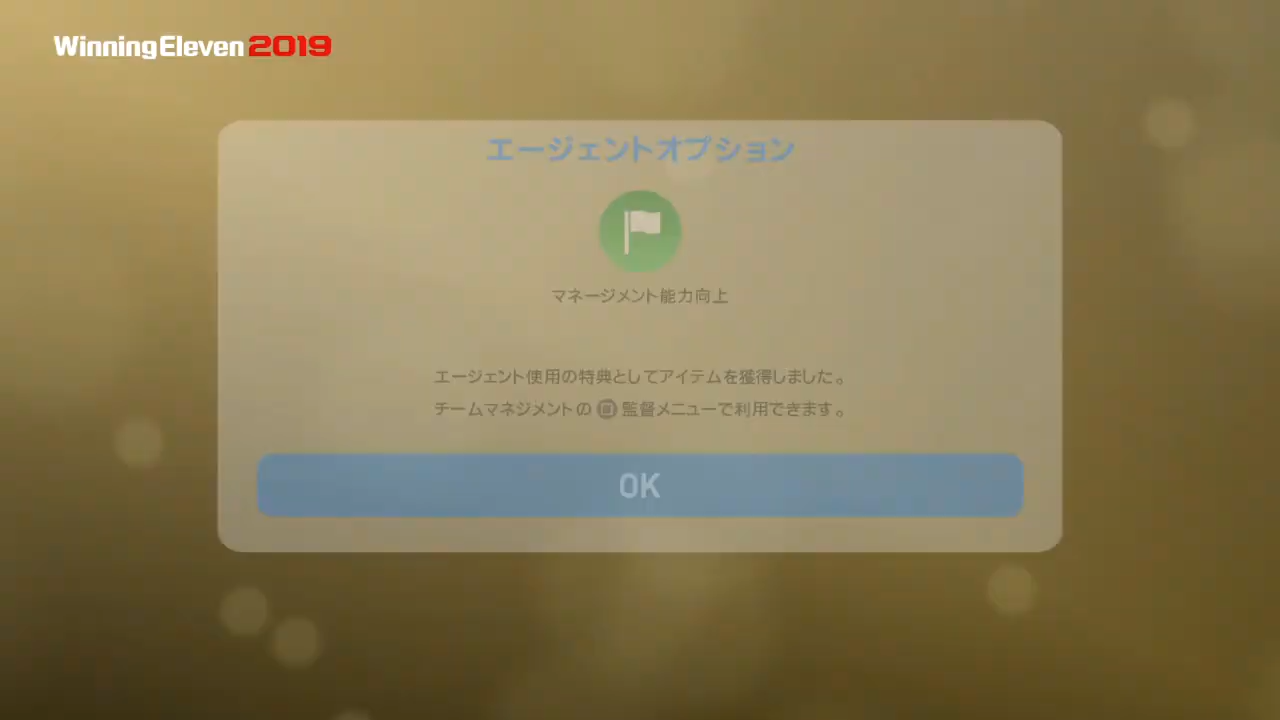 WinningEleven 2019
エージェントオプション
マネージメント能力向上
エージェント使用の特典としてアイテムを獲得しました。
チームマネジメントの 監督メニューで利用できます。
OK